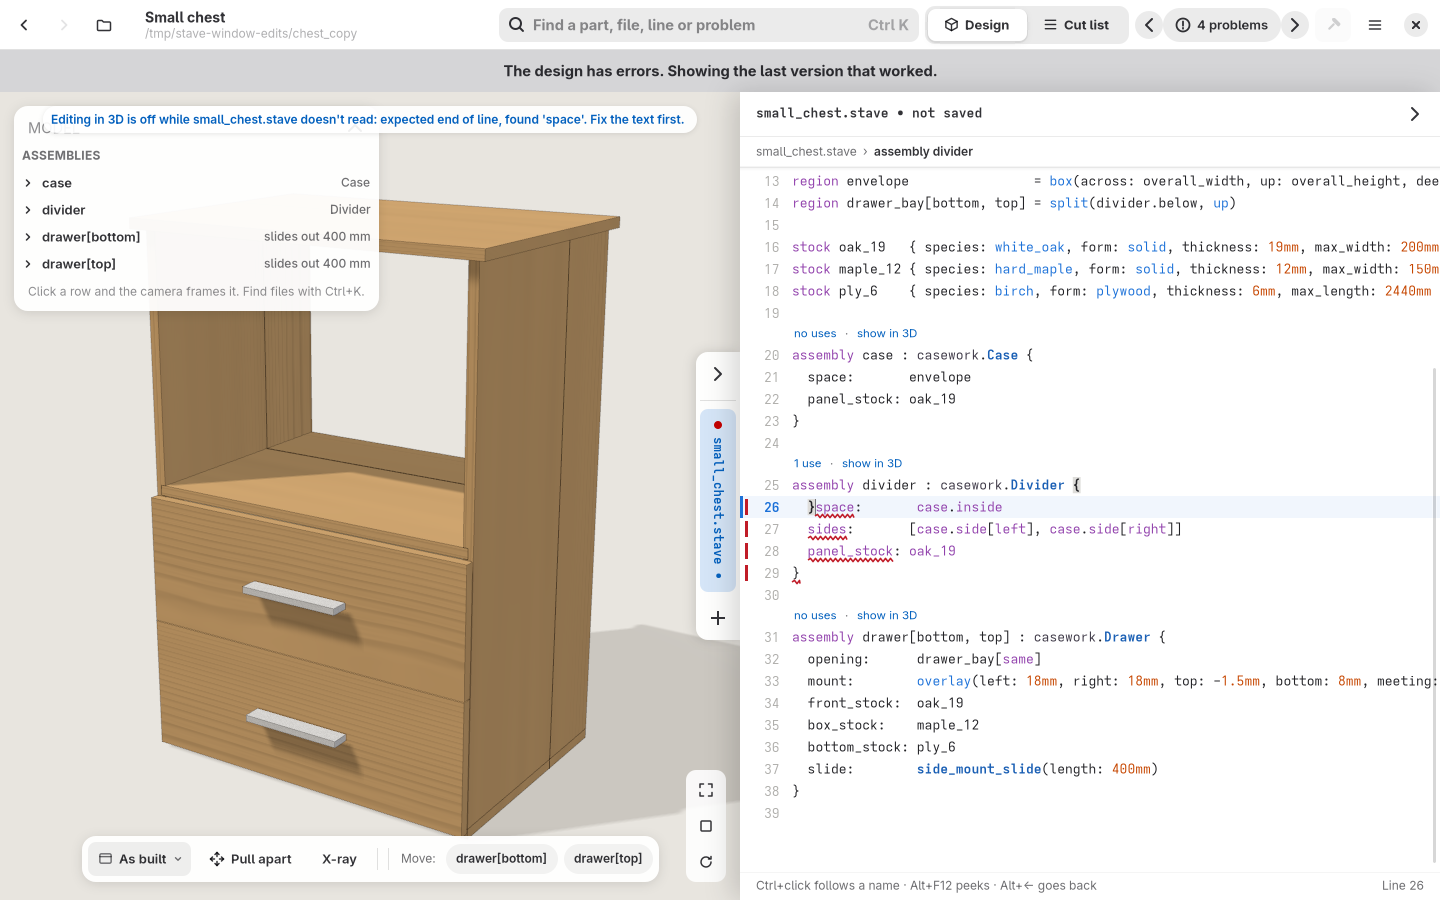 Small chest
/tmp/stave-window-edits/chest_copy
Find a part, file, line or problem Ctrl K
Design
Cut list
4 problems
The design has errors. Showing the last version that worked.
Editing in 3D is off while small_chest.stave doesn't read: expected end of line, found 'space'. Fix the text first.
ASSEMBLIES
case Case
divider Divider
drawer[bottom] slides out 400 mm
drawer[top] slides out 400 mm
Click a row and the camera frames it. Find files with Ctrl+K.
small_chest.stave •
As built
Pull apart
X-ray
Move:
drawer[bottom]
drawer[top]
small_chest.stave • not saved
small_chest.stave › assembly divider
13 region envelope = box(across: overall_width, up: overall_height, dee
14 region drawer_bay[bottom, top] = split(divider.below, up)
15
16 stock oak_19 { species: white_oak, form: solid, thickness: 19mm, max_width: 200mm
17 stock maple_12 { species: hard_maple, form: solid, thickness: 12mm, max_width: 150m
18 stock ply_6 { species: birch, form: plywood, thickness: 6mm, max_length: 2440mm
19
no uses · show in 3D
20 assembly case : casework.Case {
21 space: envelope
22 panel_stock: oak_19
23 }
24
1 use · show in 3D
25 assembly divider : casework.Divider {
26 }space: case.inside
27 sides: [case.side[left], case.side[right]]
28 panel_stock: oak_19
29 }
30
no uses · show in 3D
31 assembly drawer[bottom, top] : casework.Drawer {
32 opening: drawer_bay[same]
33 mount: overlay(left: 18mm, right: 18mm, top: -1.5mm, bottom: 8mm, meeting:
34 front_stock: oak_19
35 box_stock: maple_12
36 bottom_stock: ply_6
37 slide: side_mount_slide(length: 400mm)
38 }
39
Ctrl+click follows a name · Alt+F12 peeks · Alt+← goes back
Line 26